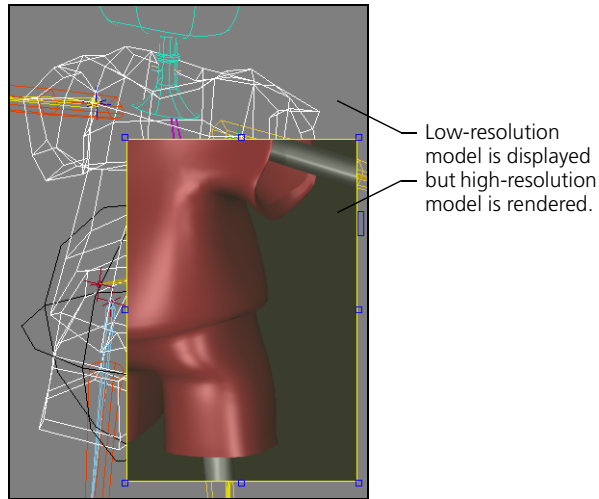 Low-resolution
model is displayed
but high-resolution
model is rendered.